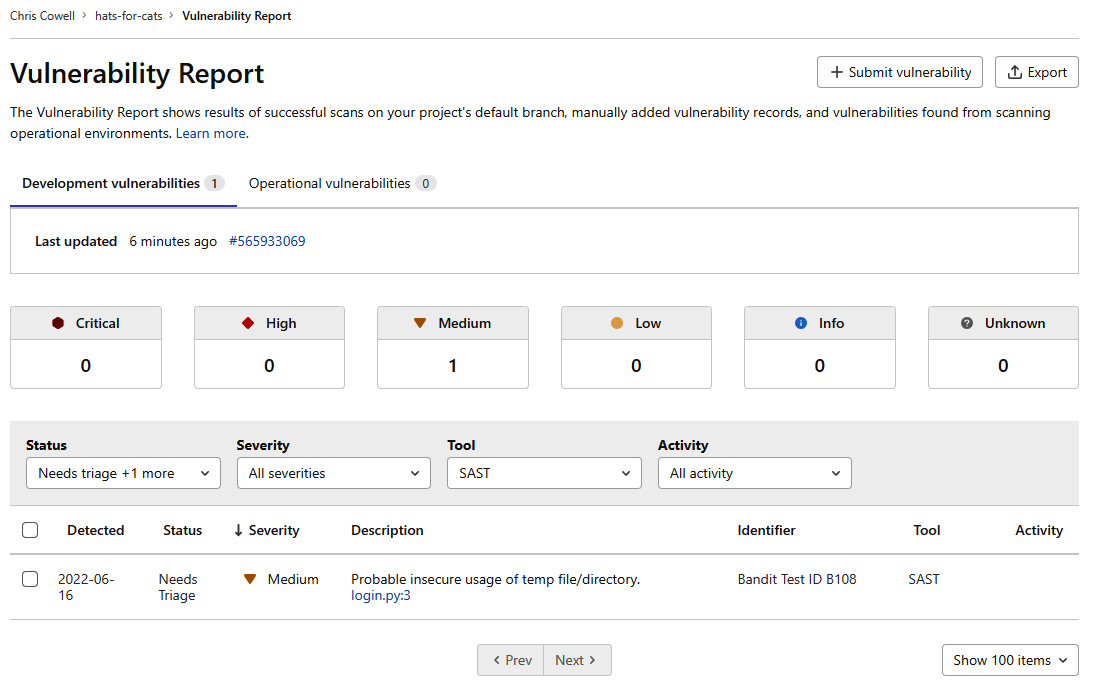 Chris Cowell › hats-for-cats › Vulnerability Report
Vulnerability Report
+ Submit vulnerability
Export
The Vulnerability Report shows results of successful scans on your project's default branch, manually added vulnerability records, and vulnerabilities found from scanning
operational environments. Learn more.
Development vulnerabilities 1 Operational vulnerabilities 0
Last updated 6 minutes ago #565933069
Critical High Medium Low Info Unknown
0 0 1 0 0 0
Status Severity Tool Activity
Needs triage +1 more All severities SAST All activity
Detected Status ↓ Severity Description Identifier Tool Activity
2022-06- Needs Medium Probable insecure usage of temp file/directory. Bandit Test ID B108 SAST
16 Triage login.py:3
‹ Prev Next › Show 100 items